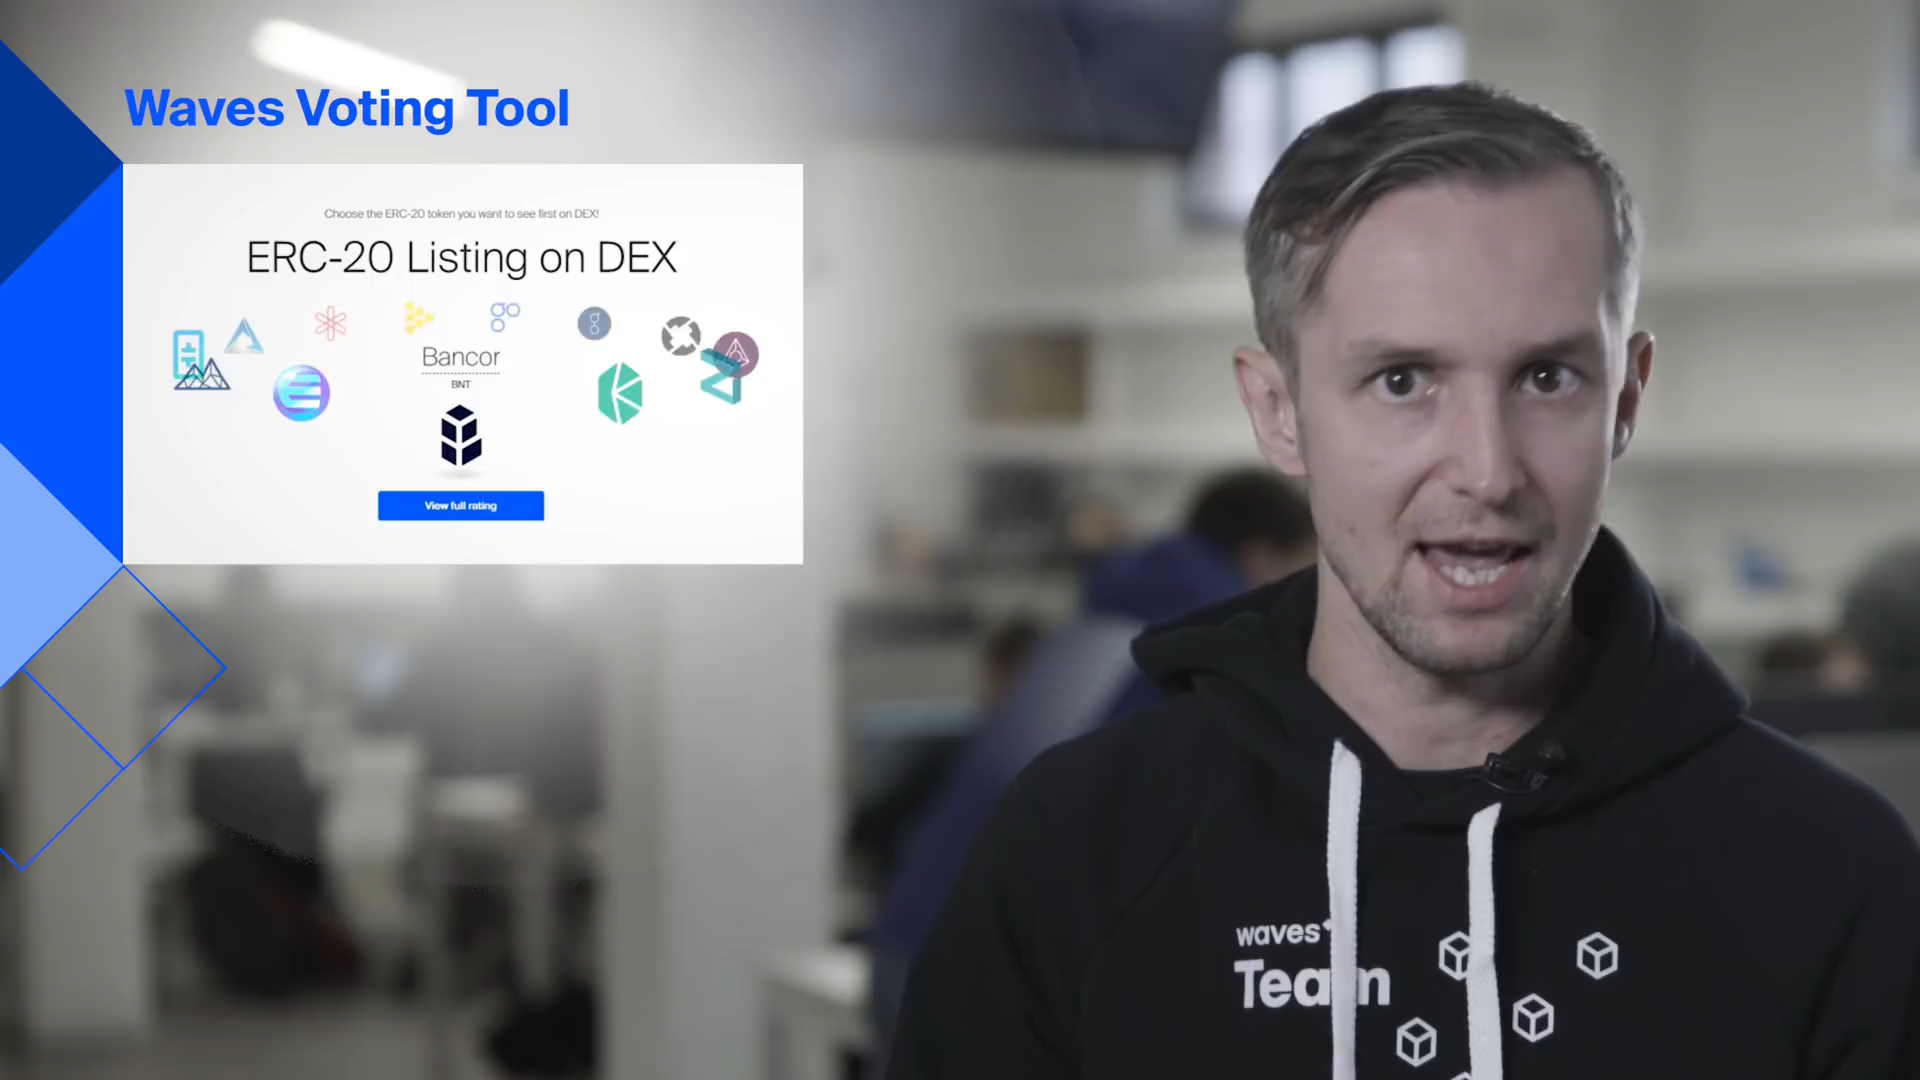 Waves Voting Tool
Choose the ERC-20 token you want to see first on DEX!
ERC-20 Listing on DEX
Bancor
BNT
View full rating
waves
Team